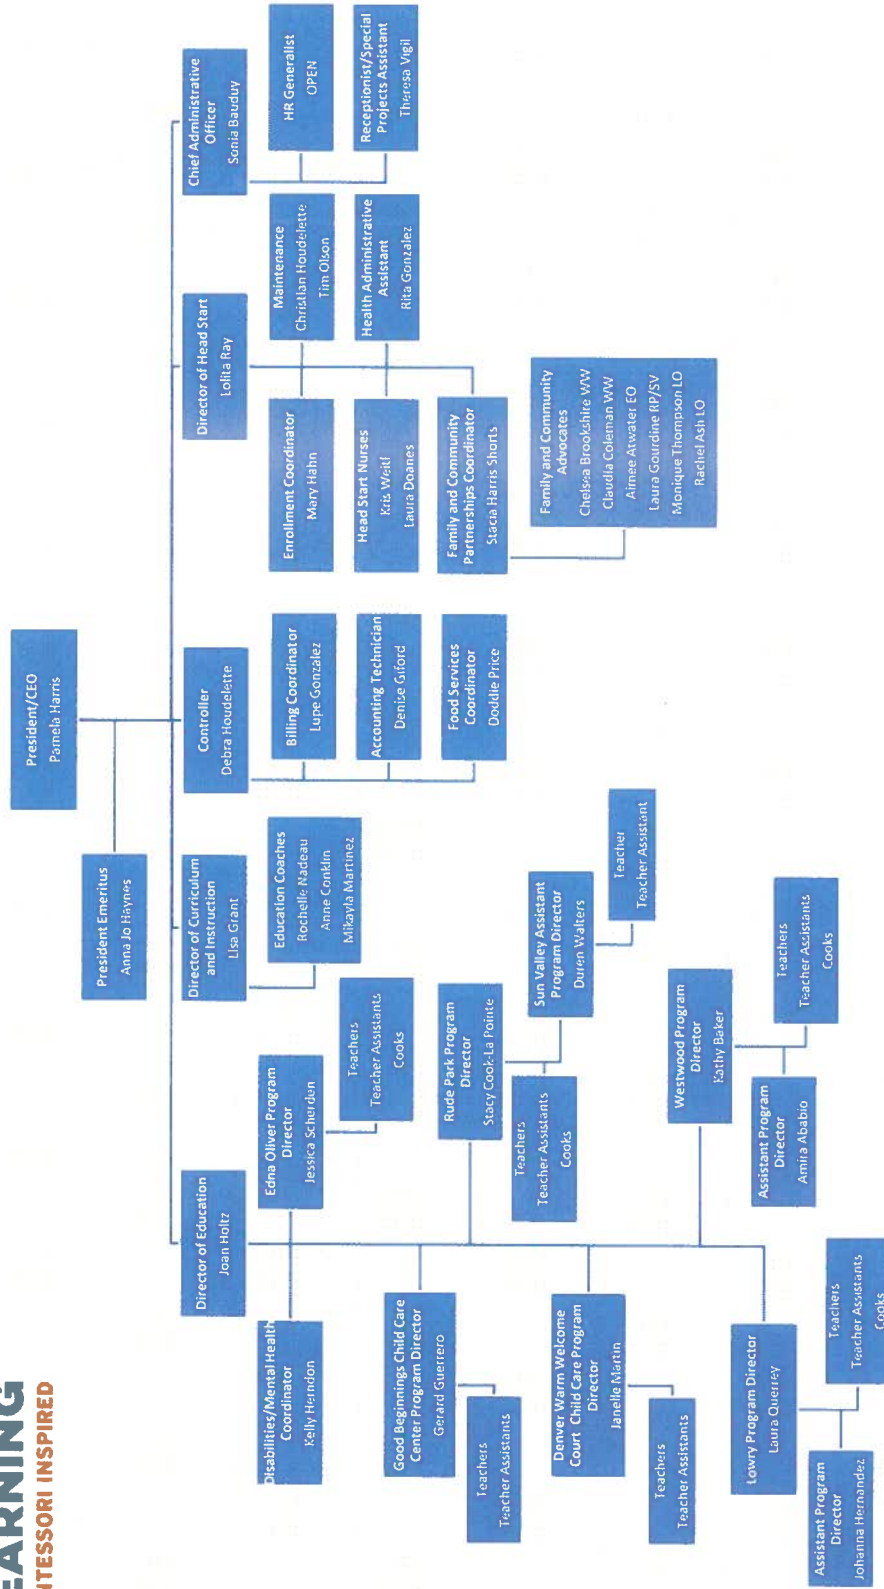 EARNING
NTESSORI INSPIRED
President/CEO
Pamela Harris
President Emeritus
Anna Jo Haynes
Director of Education
Joan Holtz
Director of Curriculum
and Instruction
Lisa Grant
Controller
Debra Houdelette
Director of Head Start
Lolita Ray
Chief Administrative
Officer
Sonia Bauduy
Disabilities/Mental Health
Coordinator
Kelly Herndon
Edna Oliver Program
Director
Jessica Scherden
Teachers
Teacher Assistants
Cooks
Good Beginnings Child Care
Center Program Director
Gerard Guerrero
Teachers
Teacher Assistants
Rude Park Program
Director
Stacy Cook-La Pointe
Teachers
Teacher Assistants
Cooks
Sun Valley Assistant
Program Director
Duren Walters
Teacher
Teacher Assistant
Denver Warm Welcome
Court Child Care Program
Director
Janelle Martin
Teachers
Teacher Assistants
Westwood Program
Director
Kathy Baker
Assistant Program
Director
Amira Ababio
Teachers
Teacher Assistants
Cooks
Lowry Program Director
Laura Querrey
Assistant Program
Director
Johanna Hernandez
Teachers
Teacher Assistants
Cooks
Education Coaches
Rochelle Nadeau
Anne Conklin
Mikayla Martinez
Billing Coordinator
Lupe Gonzalez
Accounting Technician
Denise Giford
Food Services
Coordinator
Doddie Price
Enrollment Coordinator
Mary Hahn
Maintenance
Christian Houdelette
Tim Olson
Head Start Nurses
Kris Weitl
Laura Doanes
Health Administrative
Assistant
Rita Gonzalez
Family and Community
Partnerships Coordinator
Stacia Harris Shorts
Family and Community
Advocates
Chelsea Brookshire WW
Claudia Coleman WW
Aimee Atwater EO
Laura Gourdine RP/SV
Monique Thompson LO
Rachel Ash LO
HR Generalist
OPEN
Receptionist/Special
Projects Assistant
Theresa Vigil